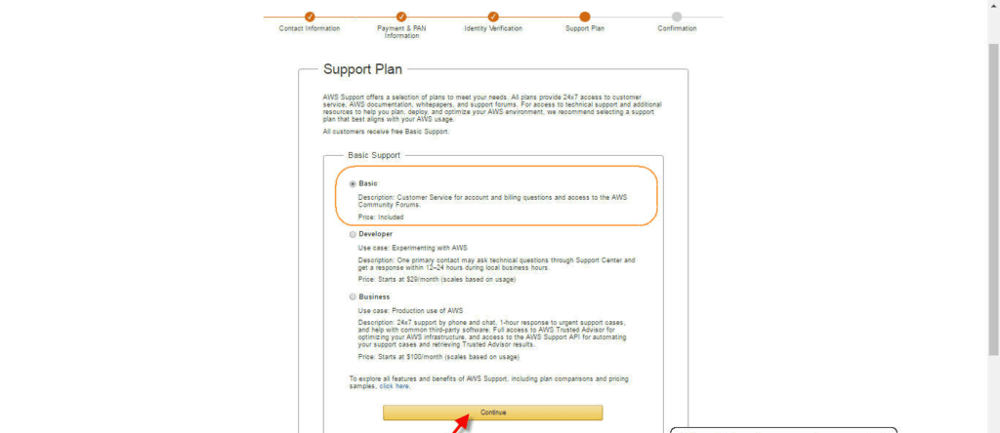 Contact Information
Payment & PAN
Information
Identity Verification
Support Plan
Confirmation
Support Plan
AWS Support offers a selection of plans to meet your needs. All plans provide 24x7 access to customer
service, AWS documentation, whitepapers, and support forums. For access to technical support and additional
resources to help you plan, deploy, and optimize your AWS environment, we recommend selecting a support
plan that best aligns with your AWS usage.
All customers receive free Basic Support.
Basic Support
Basic
Description: Customer Service for account and billing questions and access to the AWS
Community Forums.
Price: Included
Developer
Use case: Experimenting with AWS
Description: One primary contact may ask technical questions through Support Center and
get a response within 12–24 hours during local business hours.
Price: Starts at $29/month (scales based on usage)
Business
Use case: Production use of AWS
Description: 24x7 support by phone and chat, 1-hour response to urgent support cases,
and help with common third-party software. Full access to AWS Trusted Advisor for
optimizing your AWS infrastructure, and access to the AWS Support API for automating
your support cases and retrieving Trusted Advisor results.
Price: Starts at $100/month (scales based on usage)
To explore all features and benefits of AWS Support, including plan comparisons and pricing
samples, click here.
Continue